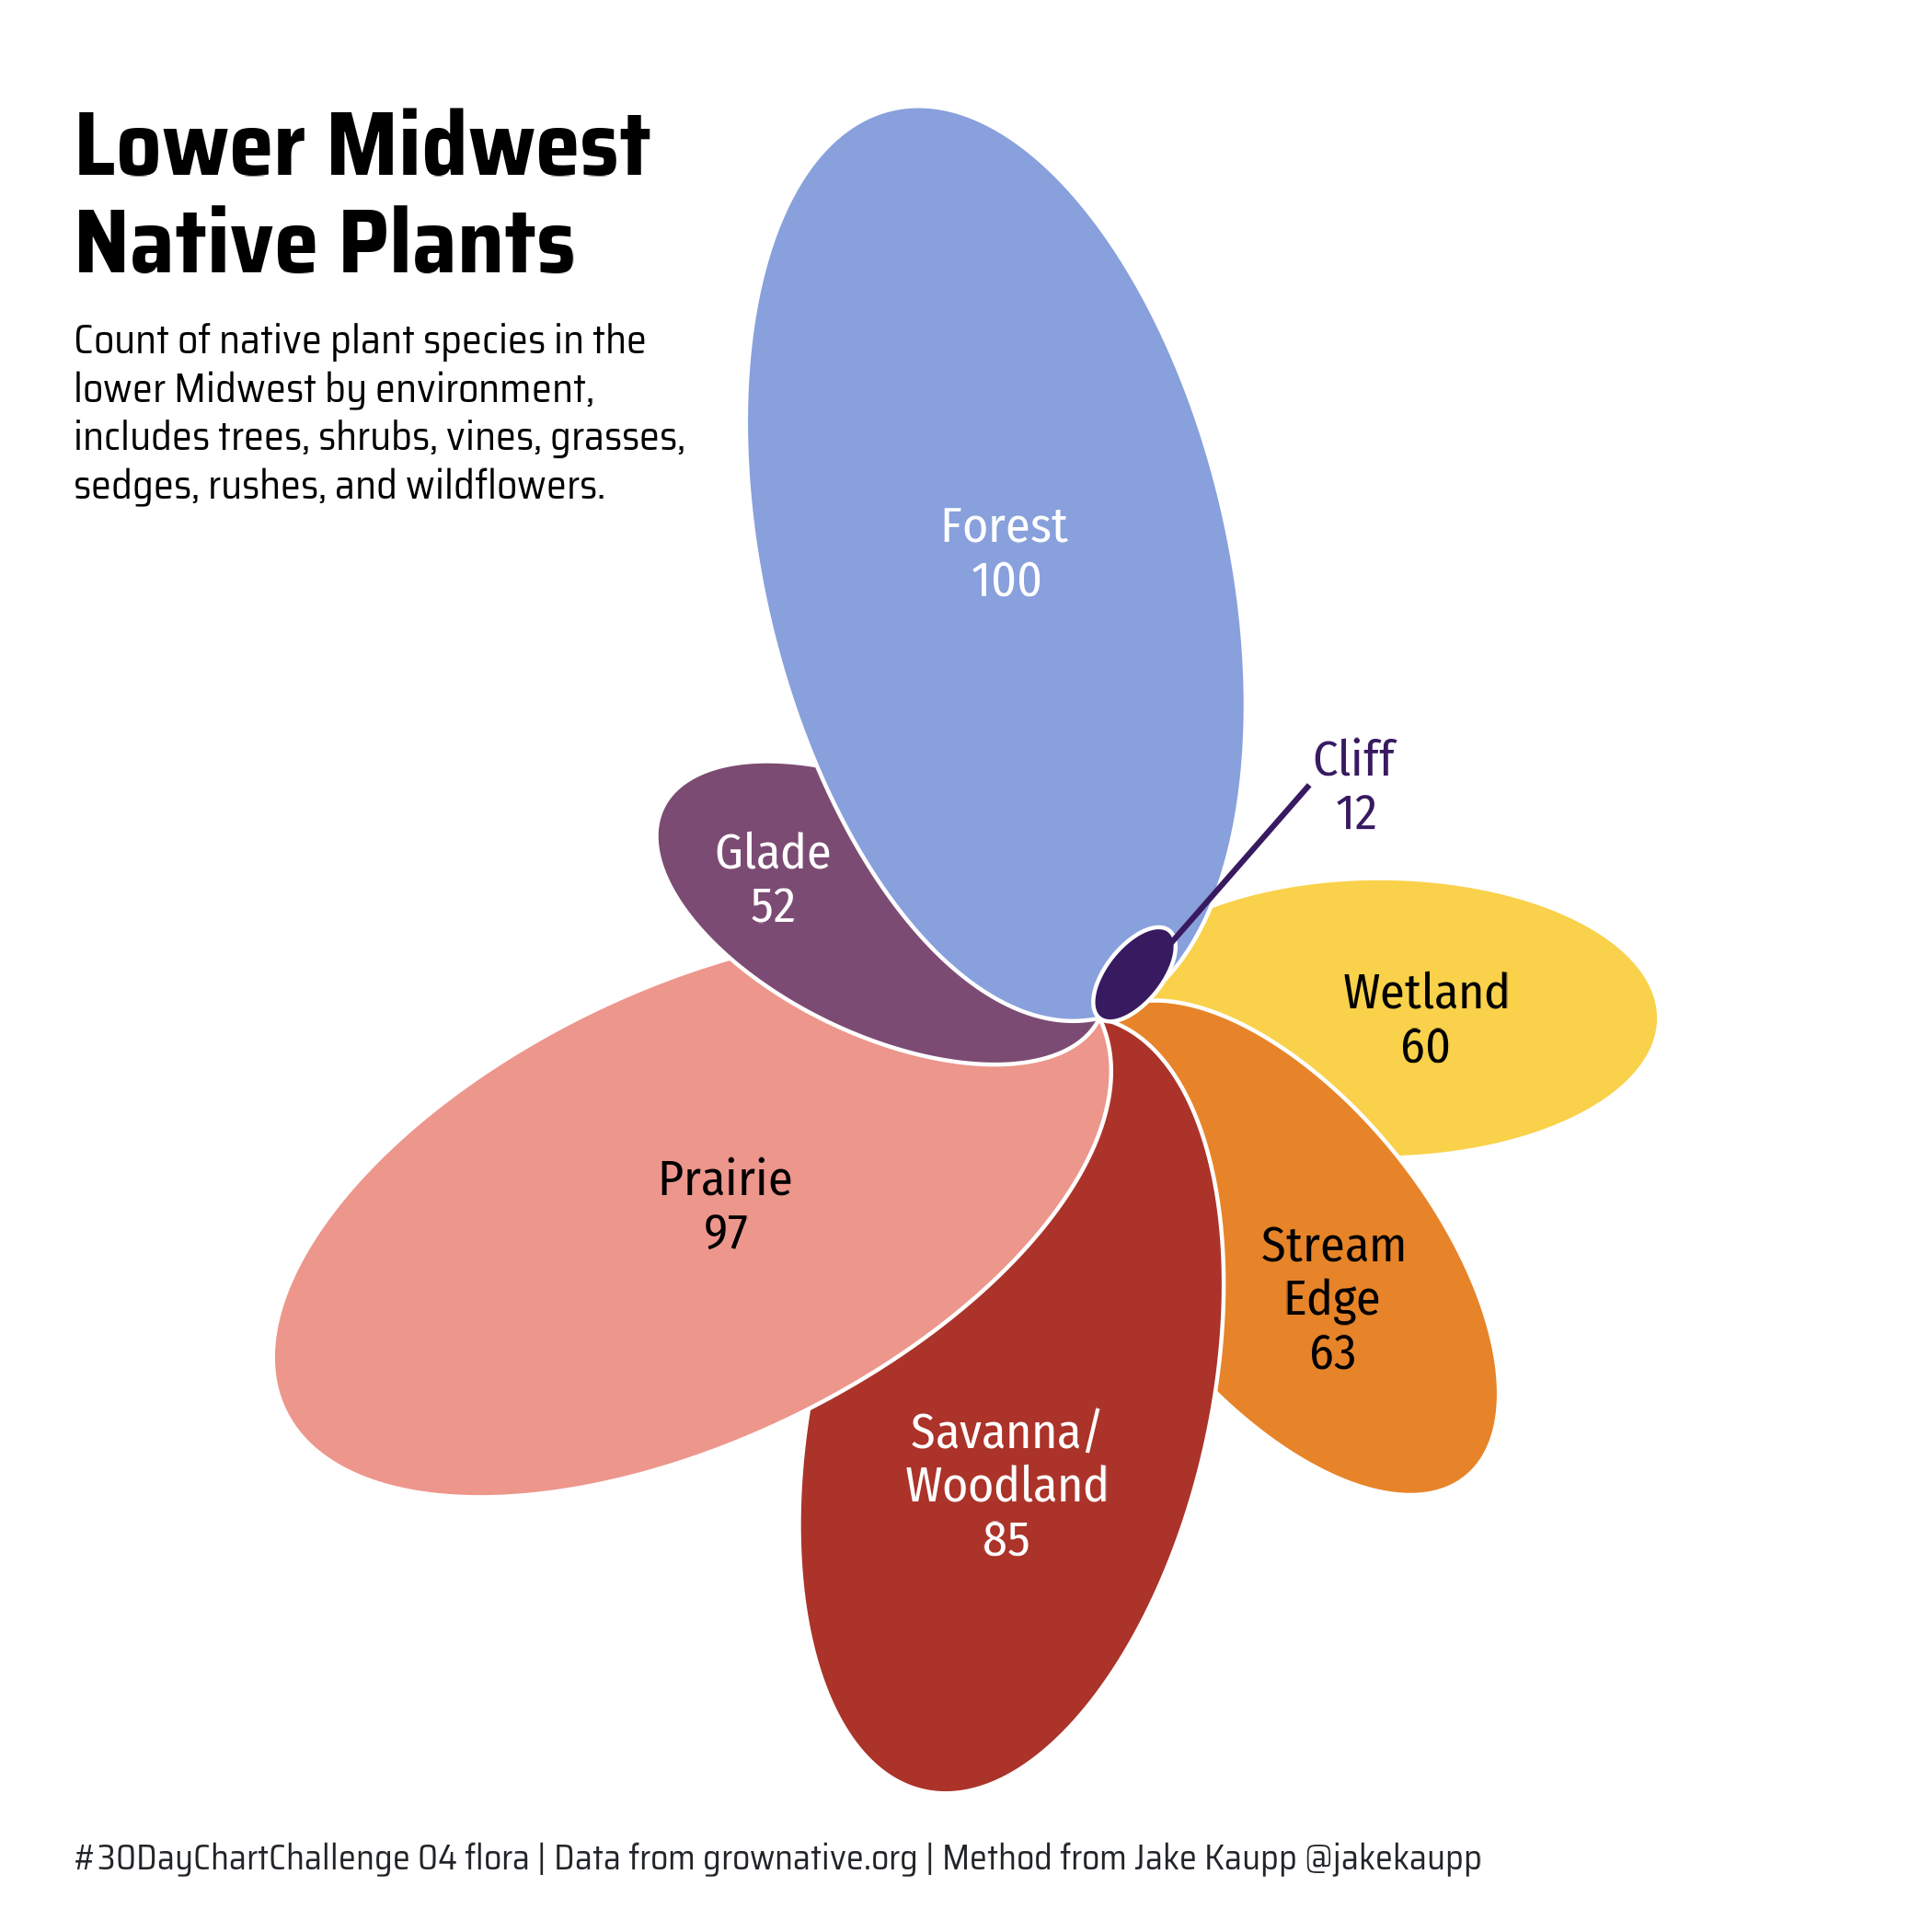 Lower Midwest
Native Plants
Count of native plant species in the
lower Midwest by environment,
includes trees, shrubs, vines, grasses,
sedges, rushes, and wildflowers.
Forest
100
Cliff
12
Glade
52
Wetland
60
Prairie
97
Stream
Edge
63
Savanna/
Woodland
85
#30DayChartChallenge 04 flora | Data from grownative.org | Method from Jake Kaupp @jakekaupp